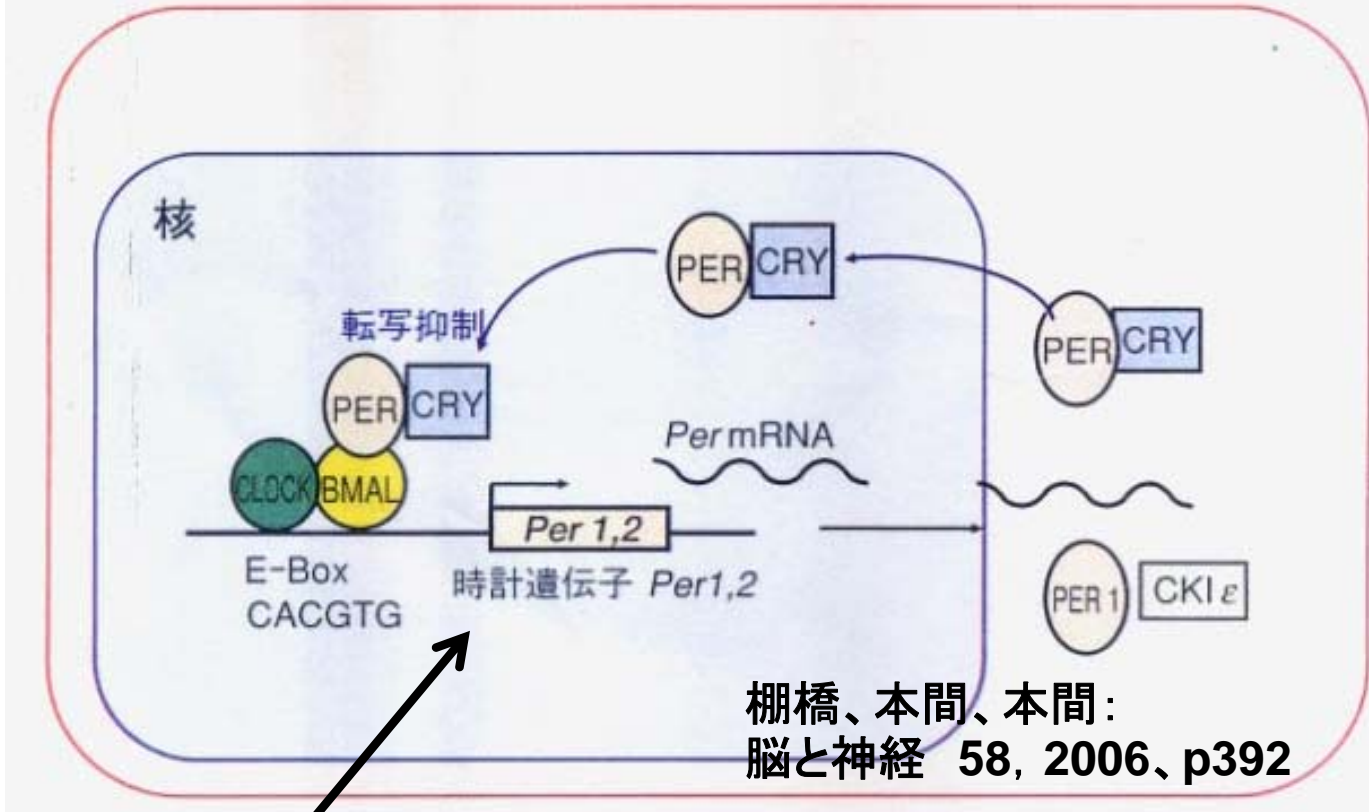 核
PER CRY
PER CRY
転写抑制
PER CRY
Per mRNA
CLOCK BMAL
Per 1,2
E-Box
CACGTG
時計遺伝子 Per1,2
PER 1 CKIε
棚橋、本間、本間：
脳と神経 58, 2006、p392